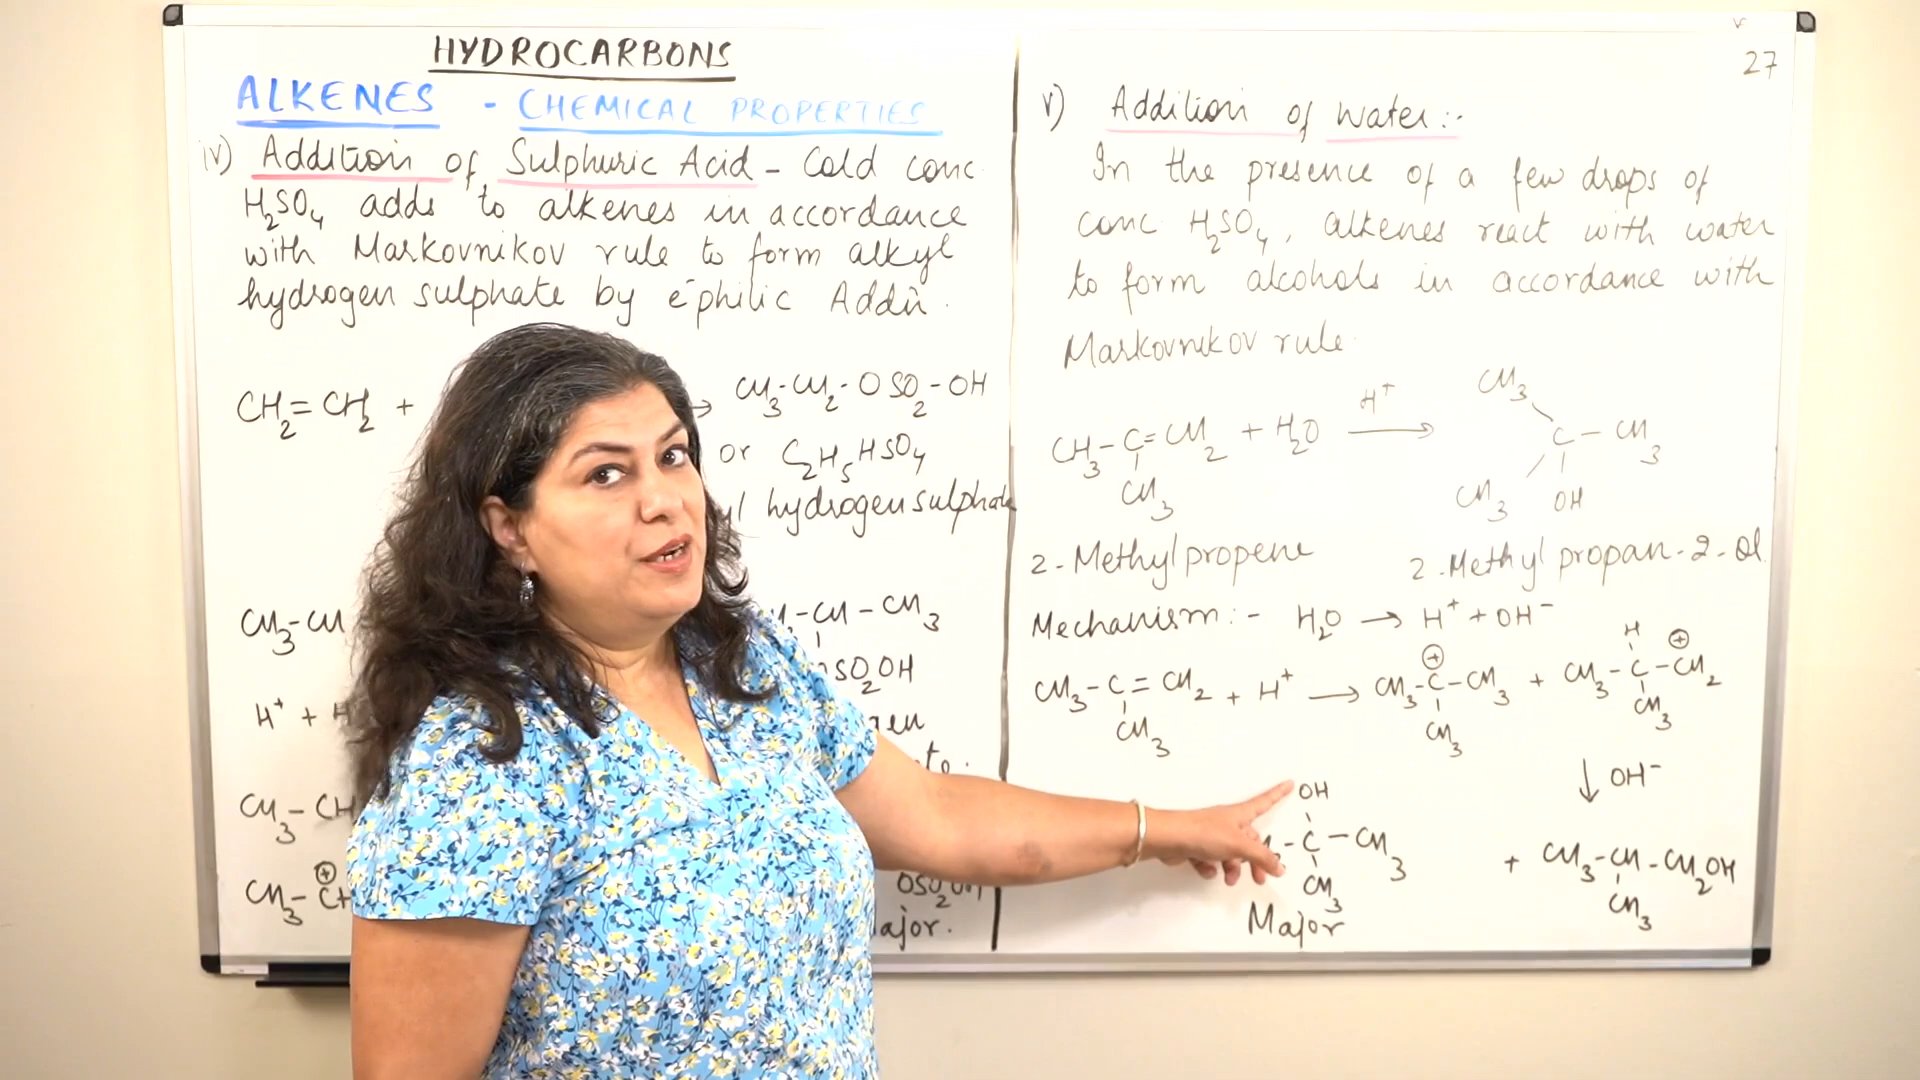 HYDROCARBONS
ALKENES - CHEMICAL PROPERTIES
iv) Addition of Sulphuric Acid - Cold conc.
H₂SO₄ adds to alkenes in accordance
with Markovnikov rule to form alkyl
hydrogen sulphate by e⁻philic Addn.
CH₂=CH₂ +
→ CH₃-CH₂-OSO₂-OH
or C₂H₅HSO₄
hydrogen sulphate
CH₃-CH
-CH-CH₃
OSO₂OH
H⁺ +
CH₃-CH
CH₃-C⊕H
OSO₂OH
Major.
27
v) Addition of water:-
In the presence of a few drops of
conc H₂SO₄, alkenes react with water
to form alcohols in accordance with
Markovnikov rule.
CH₃-C=CH₂ + H₂O
CH₃
H⁺
→
CH₃
C-CH₃
CH₃
OH
2-Methylpropene
2-Methylpropan-2-ol
Mechanism:- H₂O → H⁺ + OH⁻
CH₃-C=CH₂ + H⁺ → CH₃-C⊕-CH₃ + CH₃-C-C⊕H₂
H
CH₃
CH₃
CH₃
↓ OH⁻
OH
-C-CH₃ + CH₃-CH-CH₂OH
CH₃
CH₃
Major